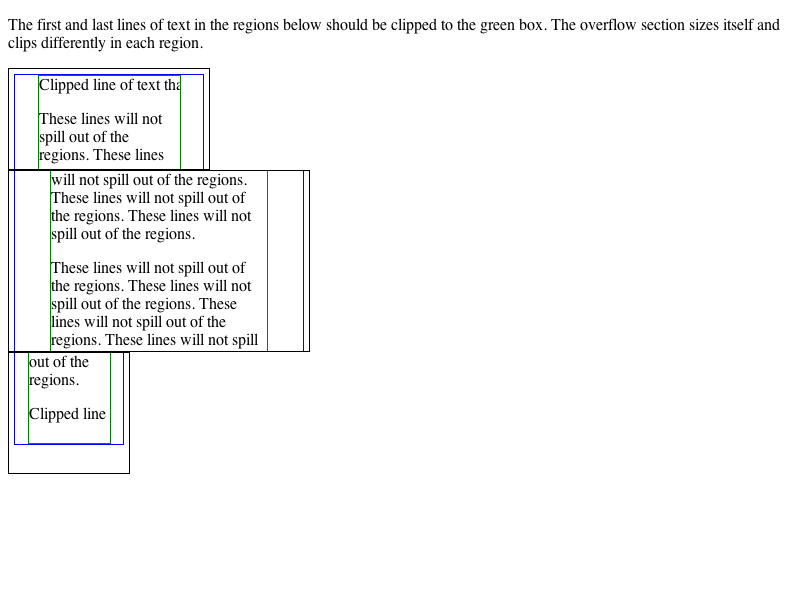 The first and last lines of text in the regions below should be clipped to the green box. The overflow section sizes itself and
clips differently in each region.
Clipped line of text tha
These lines will not
spill out of the
regions. These lines
will not spill out of the regions.
These lines will not spill out of
the regions. These lines will not
spill out of the regions.
These lines will not spill out of
the regions. These lines will not
spill out of the regions. These
lines will not spill out of the
regions. These lines will not spill
out of the
regions.
Clipped line